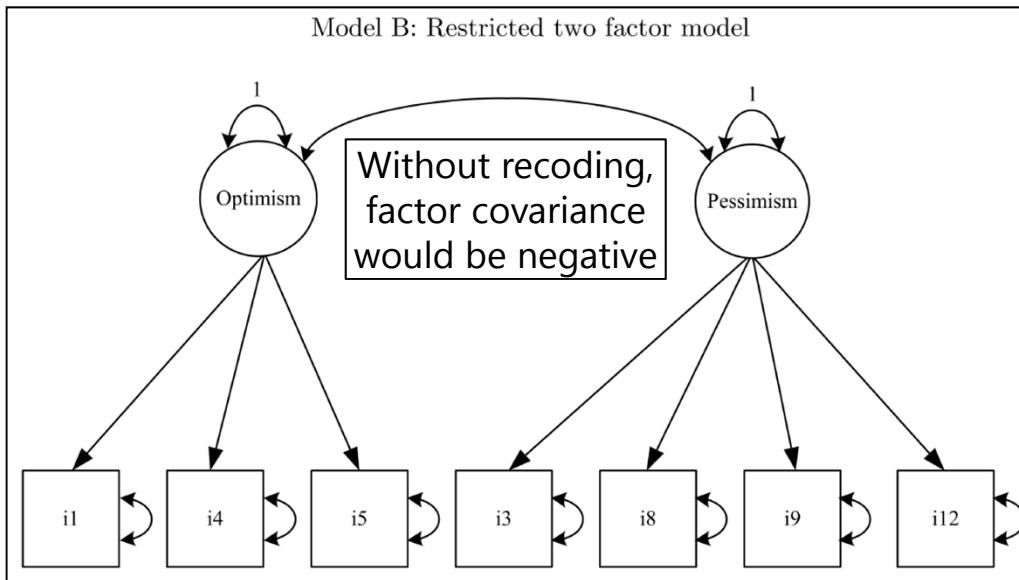 Model B: Restricted two factor model
1
1
Optimism
Without recoding,
factor covariance
would be negative
Pessimism
i1
i4
i5
i3
i8
i9
i12